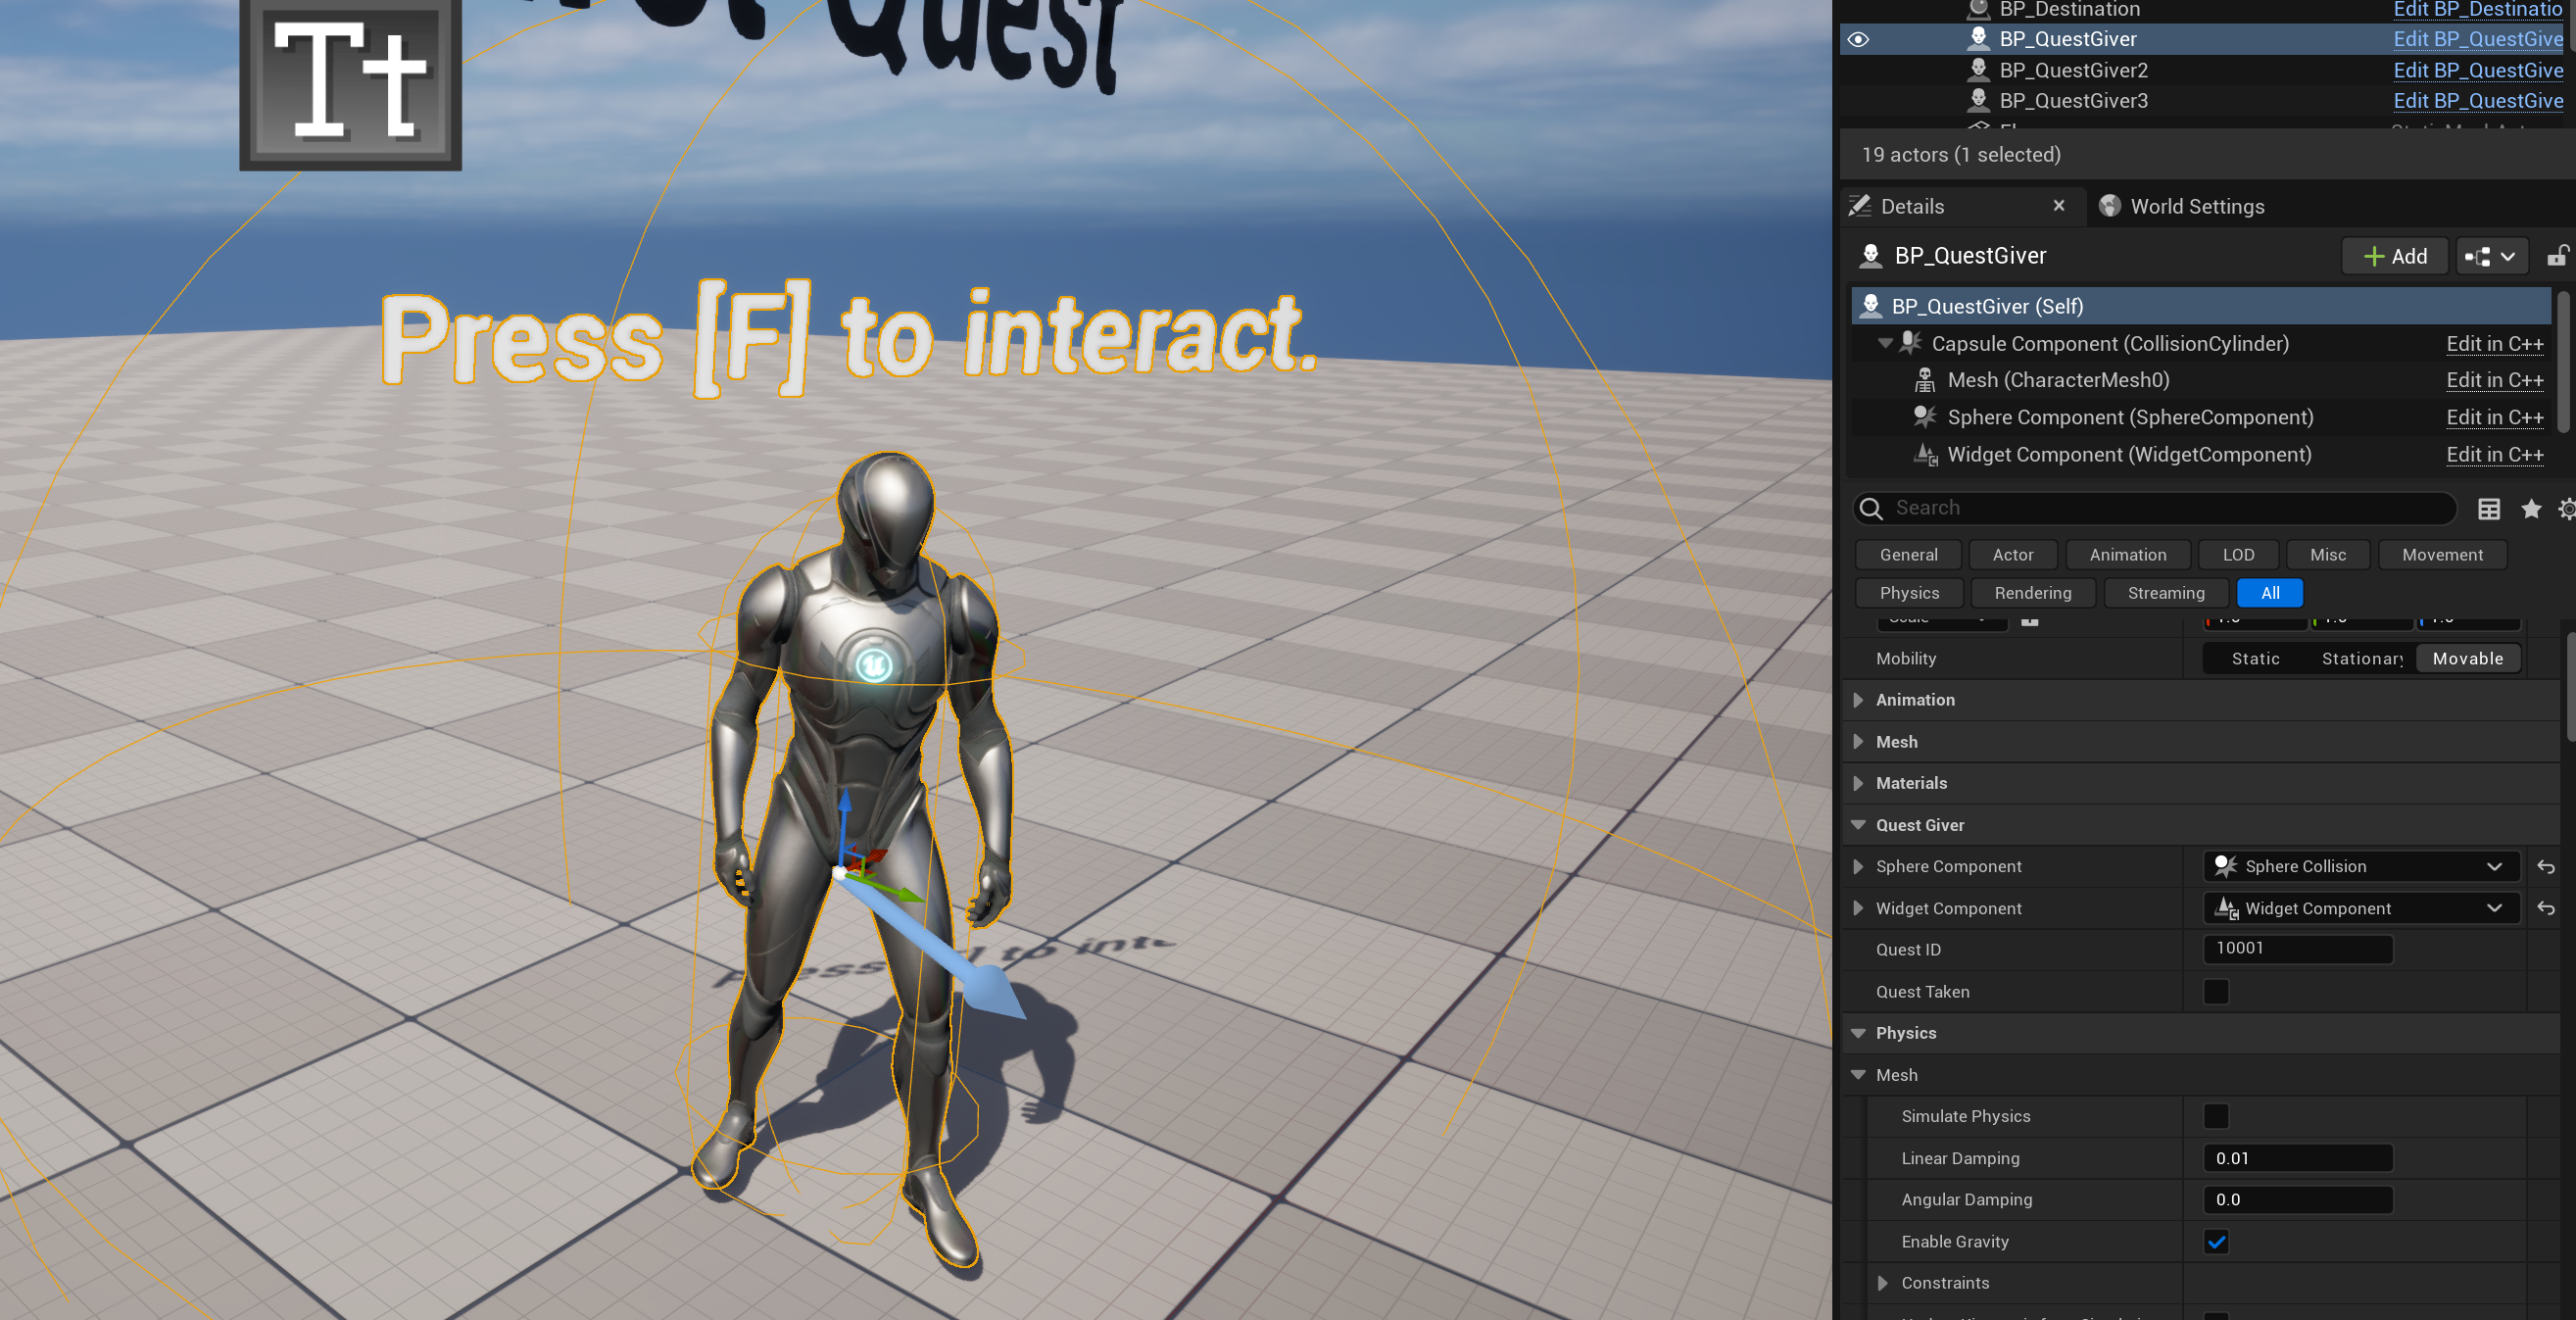 Tt
Quest
Press [F] to interact.
BP_Destination
Edit BP_Destinatio
BP_QuestGiver
Edit BP_QuestGive
BP_QuestGiver2
Edit BP_QuestGive
BP_QuestGiver3
Edit BP_QuestGive
19 actors (1 selected)
Details
World Settings
BP_QuestGiver
Add
BP_QuestGiver (Self)
Capsule Component (CollisionCylinder)
Edit in C++
Mesh (CharacterMesh0)
Edit in C++
Sphere Component (SphereComponent)
Edit in C++
Widget Component (WidgetComponent)
Edit in C++
Search
General
Actor
Animation
LOD
Misc
Movement
Physics
Rendering
Streaming
All
Mobility
Static
Stationary
Movable
Animation
Mesh
Materials
Quest Giver
Sphere Component
Sphere Collision
Widget Component
Widget Component
Quest ID
10001
Quest Taken
Physics
Mesh
Simulate Physics
Linear Damping
0.01
Angular Damping
0.0
Enable Gravity
Constraints